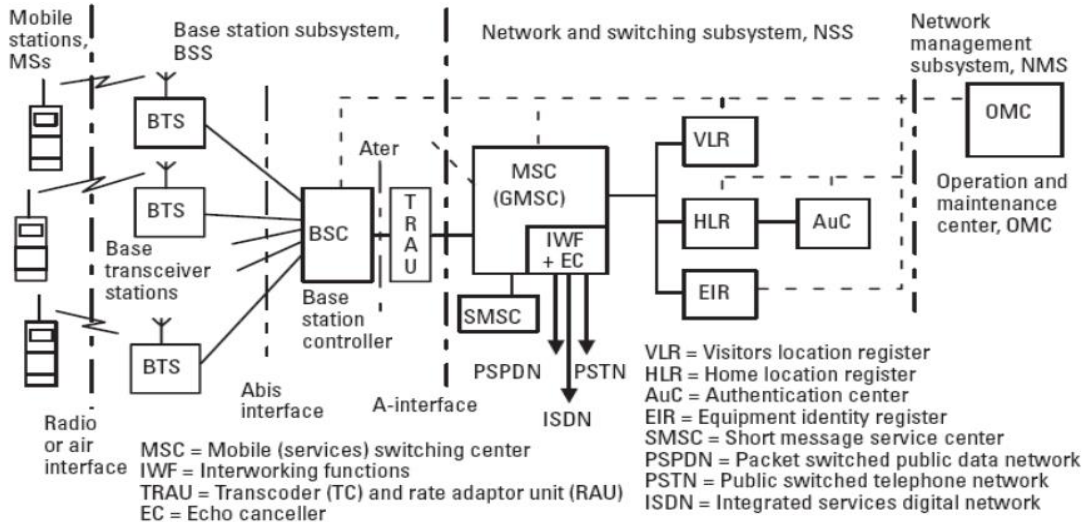 Mobile
stations,
MSs
Base station subsystem,
BSS
Network and switching subsystem, NSS
Network
management
subsystem, NMS
BTS
BTS
BTS
Base
transceiver
stations
BSC
Base
station
controller
Ater
T
R
A
U
MSC
(GMSC)
IWF
+ EC
SMSC
VLR
HLR
AuC
EIR
OMC
Operation and
maintenance
center, OMC
PSPDN
PSTN
ISDN
Radio
or air
interface
Abis
interface
A-interface
MSC = Mobile (services) switching center
IWF = Interworking functions
TRAU = Transcoder (TC) and rate adaptor unit (RAU)
EC = Echo canceller
VLR = Visitors location register
HLR = Home location register
AuC = Authentication center
EIR = Equipment identity register
SMSC = Short message service center
PSPDN = Packet switched public data network
PSTN = Public switched telephone network
ISDN = Integrated services digital network